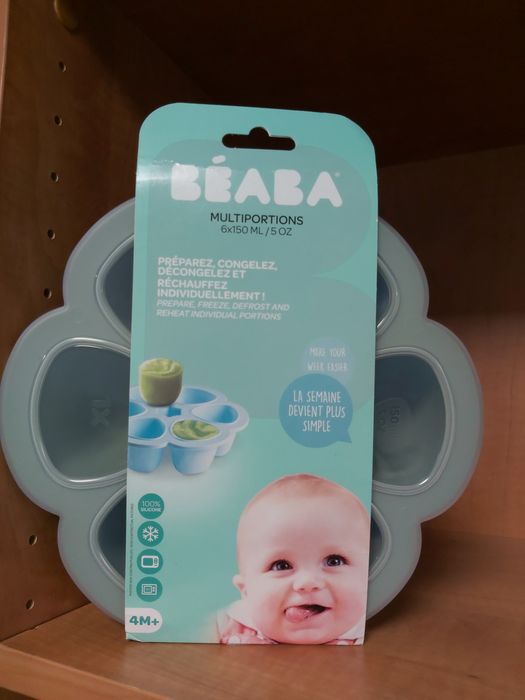 BÉABA
MULTIPORTIONS
6x150 ML / 5 OZ
PRÉPAREZ, CONGELEZ,
DÉCONGELEZ ET
RÉCHAUFFEZ
INDIVIDUELLEMENT !
PREPARE, FREEZE, DEFROST AND
REHEAT INDIVIDUAL PORTIONS
MAKE YOUR
WEEK EASIER
LA SEMAINE
DEVIENT PLUS
SIMPLE
100%
SILICONE
4M+